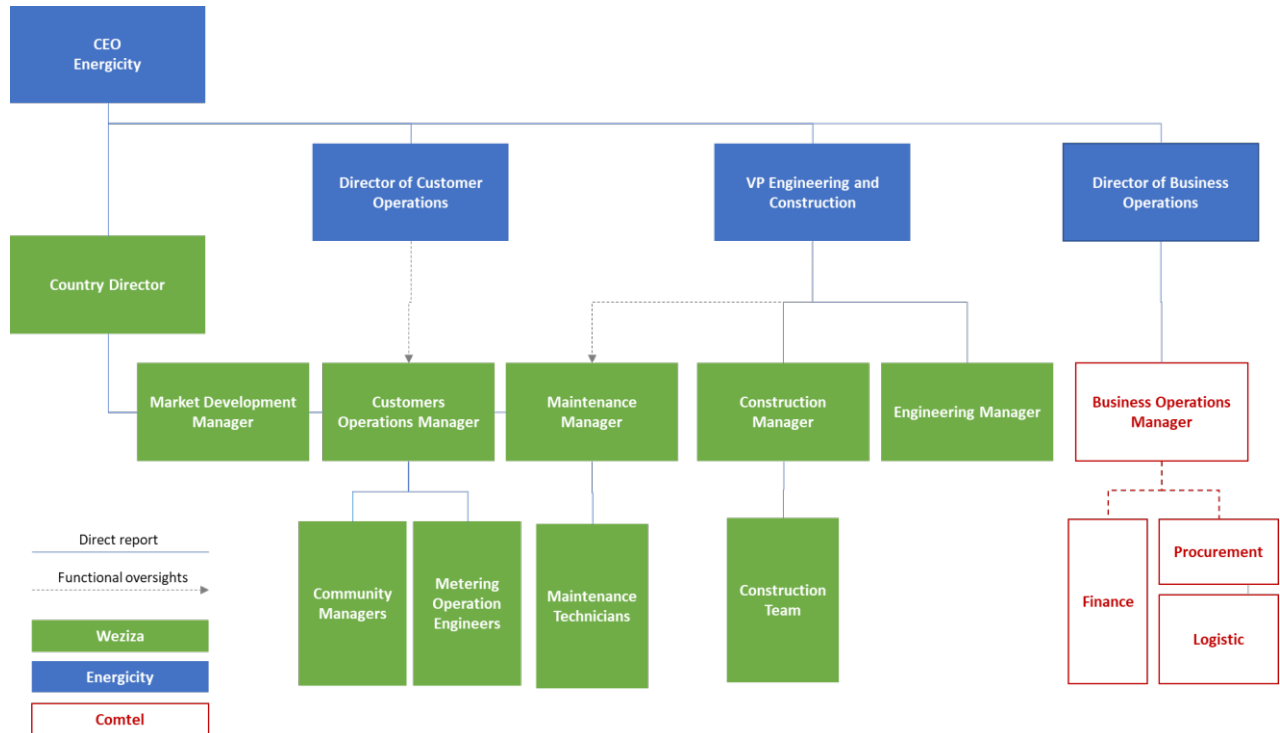 CEO
Energicity
Director of Customer
Operations
VP Engineering and
Construction
Director of Business
Operations
Country Director
Market Development
Manager
Customers
Operations Manager
Maintenance
Manager
Construction
Manager
Engineering Manager
Business Operations
Manager
Community
Managers
Metering
Operation
Engineers
Maintenance
Technicians
Construction
Team
Finance
Procurement
Logistic
Direct report
Functional oversights
Weziza
Energicity
Comtel